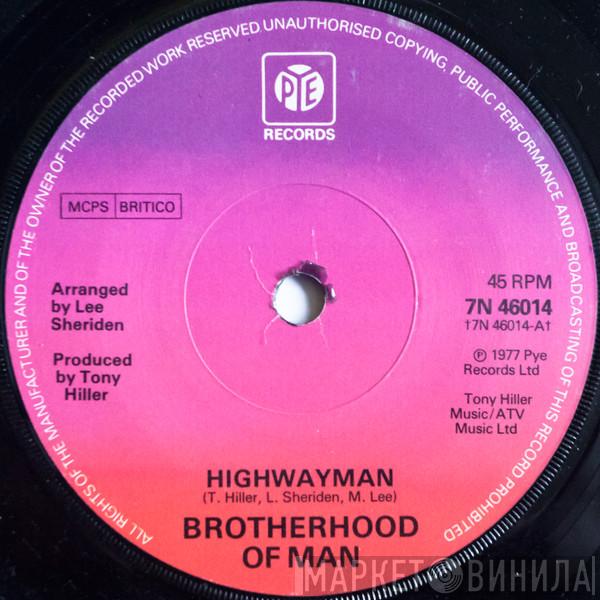 ALL RIGHTS OF THE MANUFACTURER AND OF THE OWNER OF THE RECORDED WORK RESERVED. UNAUTHORISED COPYING, PUBLIC PERFORMANCE AND BROADCASTING OF THIS RECORD PROHIBITED
PYE
RECORDS
MCPS BRITICO
Arranged
by Lee
Sheriden
Produced
by Tony
Hiller
45 RPM
7N 46014
†7N 46014-A†
℗ 1977 Pye
Records Ltd
Tony Hiller
Music/ATV
Music Ltd
HIGHWAYMAN
(T. Hiller, L. Sheriden, M. Lee)
BROTHERHOOD
OF MAN
МАРКЕТ ВИНИЛА